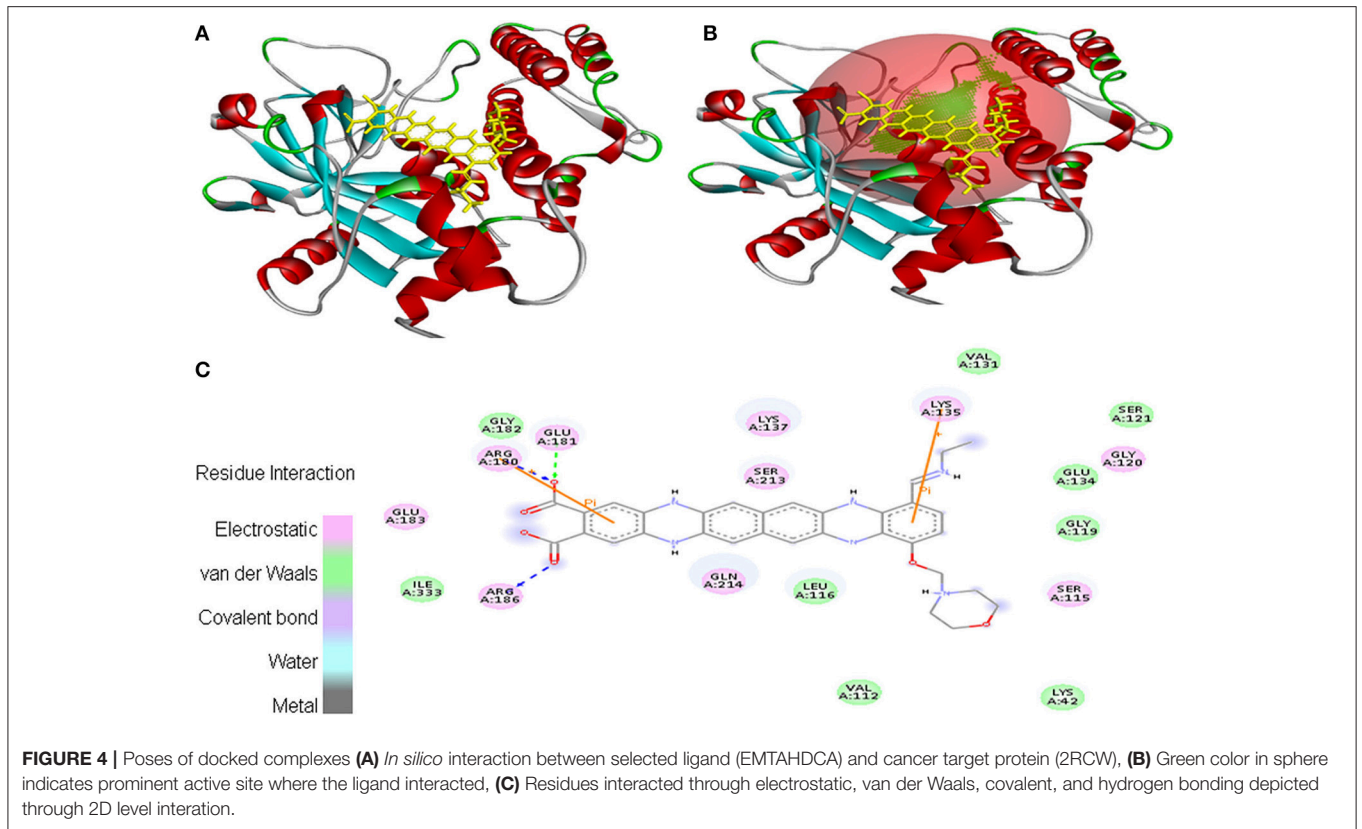 A
B
C
VAL
A:131
LYS
A:135
SER
A:121
GLY
A:182
GLU
A:181
LYS
A:137
ARG
A:180
GLY
A:120
GLU
A:134
SER
A:213
Residue Interaction
Pi
Pi
GLU
A:183
GLY
A:119
Electrostatic
van der Waals
GLN
A:214
LEU
A:116
SER
A:115
ILE
A:333
ARG
A:186
Covalent bond
Water
Metal
VAL
A:112
LYS
A:42
H
N
N
H
N
H
N
N
H
O
H
N
O
O
O
O
O
+
+
FIGURE 4 | Poses of docked complexes (A) In silico interaction between selected ligand (EMTAHDCA) and cancer target protein (2RCW), (B) Green color in sphere
indicates prominent active site where the ligand interacted, (C) Residues interacted through electrostatic, van der Waals, covalent, and hydrogen bonding depicted
through 2D level interation.